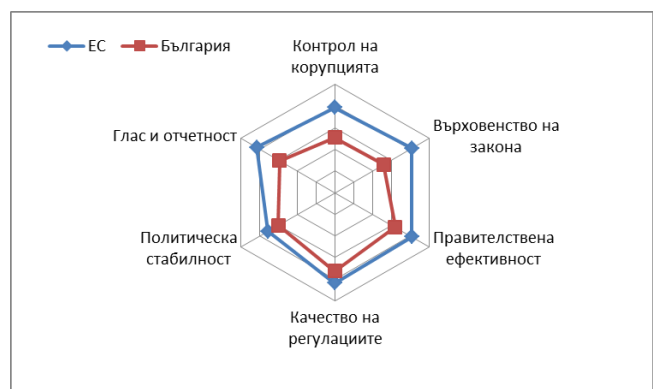 ЕС България
Контрол на
корупцията
Върховенство на
закона
Правителствена
ефективност
Качество на
регулациите
Политическа
стабилност
Глас и отчетност